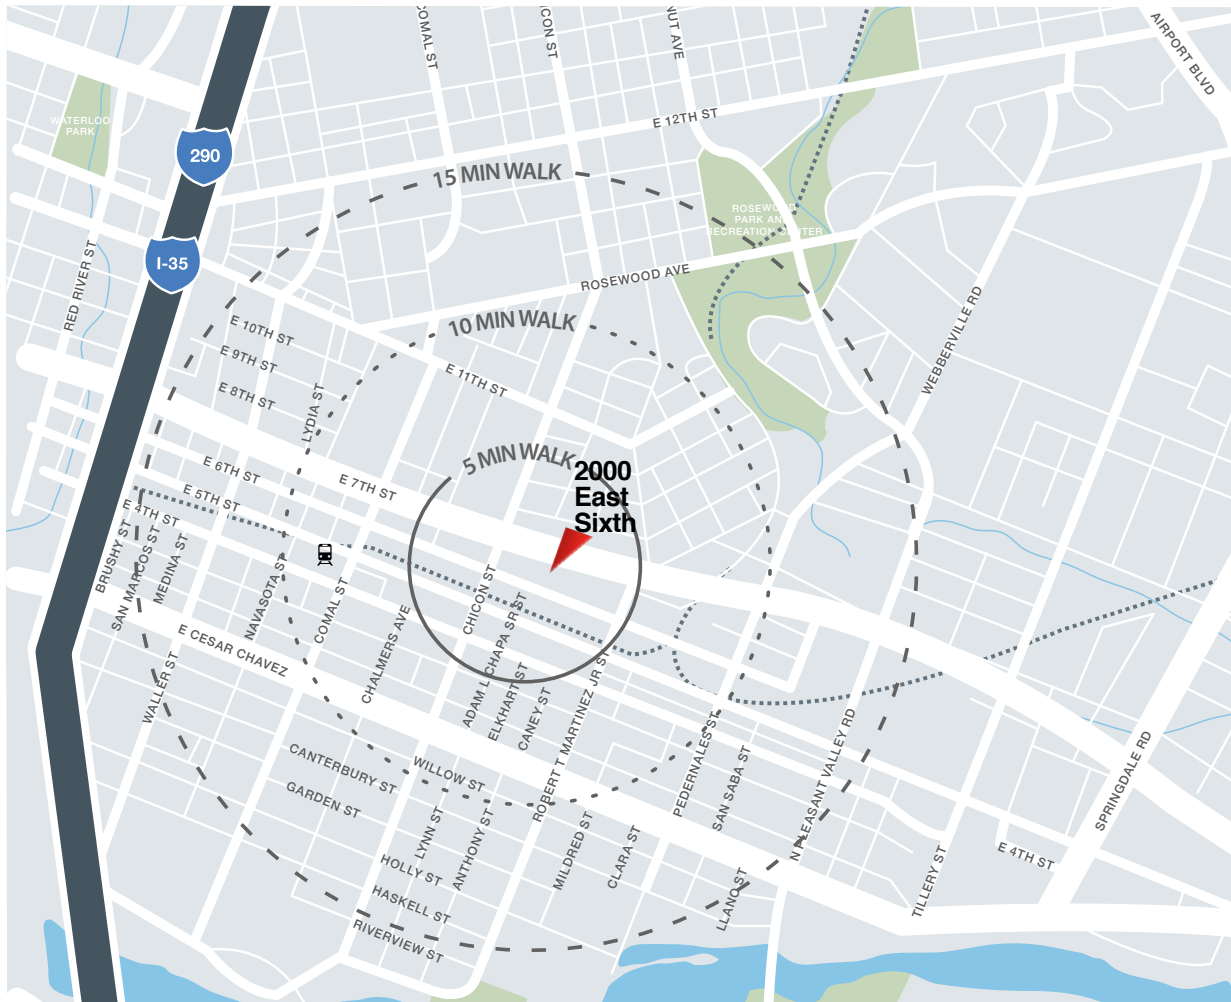 COMAL ST
ICON ST
NUT AVE
AIRPORT BLVD
WATERLOO
PARK
E 12TH ST
290
15 MIN WALK
ROSEWOOD
PARK AND
RECREATION CENTER
I-35
RED RIVER ST
ROSEWOOD AVE
10 MIN WALK
E 10TH ST
E 9TH ST
E 8TH ST
LYDIA ST
E 11TH ST
WEBBERVILLE RD
5 MIN WALK
2000
East
Sixth
E 6TH ST
E 7TH ST
E 5TH ST
E 4TH ST
BRUSHY ST
SAN MARCOS ST
MEDINA ST
NAVASOTA ST
COMAL ST
CHALMERS AVE
CHICON ST
ADAM L CHAPA SR ST
ELKHART ST
CANEY ST
ROBERT T MARTINEZ JR ST
E CESAR CHAVEZ
WALLER ST
PEDERNALES ST
SAN SABA ST
N PLEASANT VALLEY RD
SPRINGDALE RD
CANTERBURY ST
WILLOW ST
GARDEN ST
LYNN ST
ANTHONY ST
MILDRED ST
CLARA ST
LLANO ST
TILLERY ST
E 4TH ST
HOLLY ST
HASKELL ST
RIVERVIEW ST